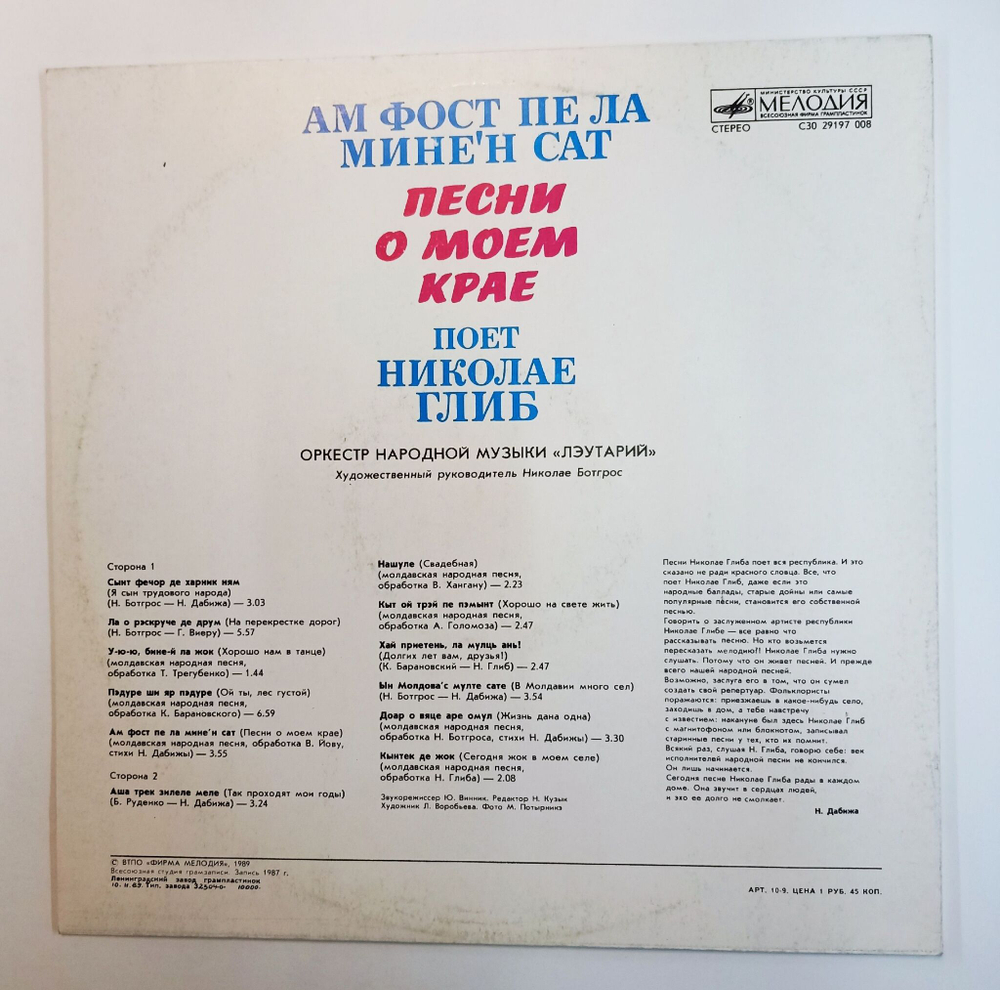 АМ ФОСТ ПЕ ЛА
МИНЕ'Н САТ
ПЕСНИ
О МОЕМ
КРАЕ
ПОЕТ
НИКОЛАЕ
ГЛИБ
ОРКЕСТР НАРОДНОЙ МУЗЫКИ «ЛЭУТАРИЙ»
Художественный руководитель Николае Ботгрос
МИНИСТЕРСТВО КУЛЬТУРЫ СССР
МЕЛОДИЯ
ВСЕСОЮЗНАЯ ФИРМА ГРАМПЛАСТИНОК
СТЕРЕО С30 29197 008
Сторона 1
Сынт фечор де харник ням
(Я сын трудового народа)
(Н. Ботгрос — Н. Дабижа) — 3.03
Ла о рэскруче де друм (На перекрестке дорог)
(Н. Ботгрос — Г. Виеру) — 5.57
У-ю-ю, бине-й ла жок (Хорошо нам в танце)
(молдавская народная песня,
обработка Т. Трегубенко) — 1.44
Пэдуре ши яр пэдуре (Ой ты, лес густой)
(молдавская народная песня,
обработка К. Барановского) — 6.59
Ам фост пе ла мине'н сат (Песни о моем крае)
(молдавская народная песня, обработка В. Йову,
стихи Н. Дабижы) — 3.55
Сторона 2
Аша трек зилеле меле (Так проходят мои годы)
(Б. Руденко — Н. Дабижа) — 3.24
Нашуле (Свадебная)
(молдавская народная песня,
обработка В. Хангану) — 2.23
Кыт ой трэй пе пэмынт (Хорошо на свете жить)
(молдавская народная песня,
обработка А. Голомоза) — 2.47
Хай приетень, ла мулць ань!
(Долгих лет вам, друзья!)
(К. Барановский — Н. Глиб) — 2.47
Ын Молдова'с мулте сате (В Молдавии много сел)
(Н. Ботгрос — Н. Дабижа) — 3.54
Доар о вяце аре омул (Жизнь дана одна)
(молдавская народная песня,
обработка Н. Ботгроса, стихи Н. Дабижы) — 3.30
Кынтек де жок (Сегодня жок в моем селе)
(молдавская народная песня,
обработка Н. Глиба) — 2.08
Звукорежиссер Ю. Винник. Редактор Н. Кузык
Художник Л. Воробьева. Фото М. Потырникэ
Песни Николае Глиба поет вся республика. И это
сказано не ради красного словца. Все, что
поет Николае Глиб, даже если это
народные баллады, старые дойны или самые
популярные песни, становится его собственной
песнью.
Говорить о заслуженном артисте республики
Николае Глибе — все равно что
рассказывать песню. Но кто возьмется
пересказать мелодию?! Николае Глиба нужно
слушать. Потому что он живет песней. И прежде
всего нашей народной песней.
Возможно, заслуга его в том, что он сумел
создать свой репертуар. Фольклористы
поражаются: приезжаешь в какое-нибудь село,
заходишь в дом, а тебе навстречу
с известием: накануне был здесь Николае Глиб
с магнитофоном или блокнотом, записывал
старинные песни у тех, кто их помнит.
Всякий раз, слушая Н. Глиба, говорю себе: век
исполнителей народной песни не кончился.
Он лишь начинается.
Сегодня песне Николае Глиба рады в каждом
доме. Она звучит в сердцах людей,
и эхо ее долго не смолкает.
Н. Дабижа
© ВТПО «ФИРМА МЕЛОДИЯ», 1989
Всесоюзная студия грамзаписи. Запись 1987 г.
Ленинградский завод грампластинок
10. 11. 89. Тип. завода 32504-0- 10000-
АРТ. 10-9. ЦЕНА 1 РУБ. 45 КОП.